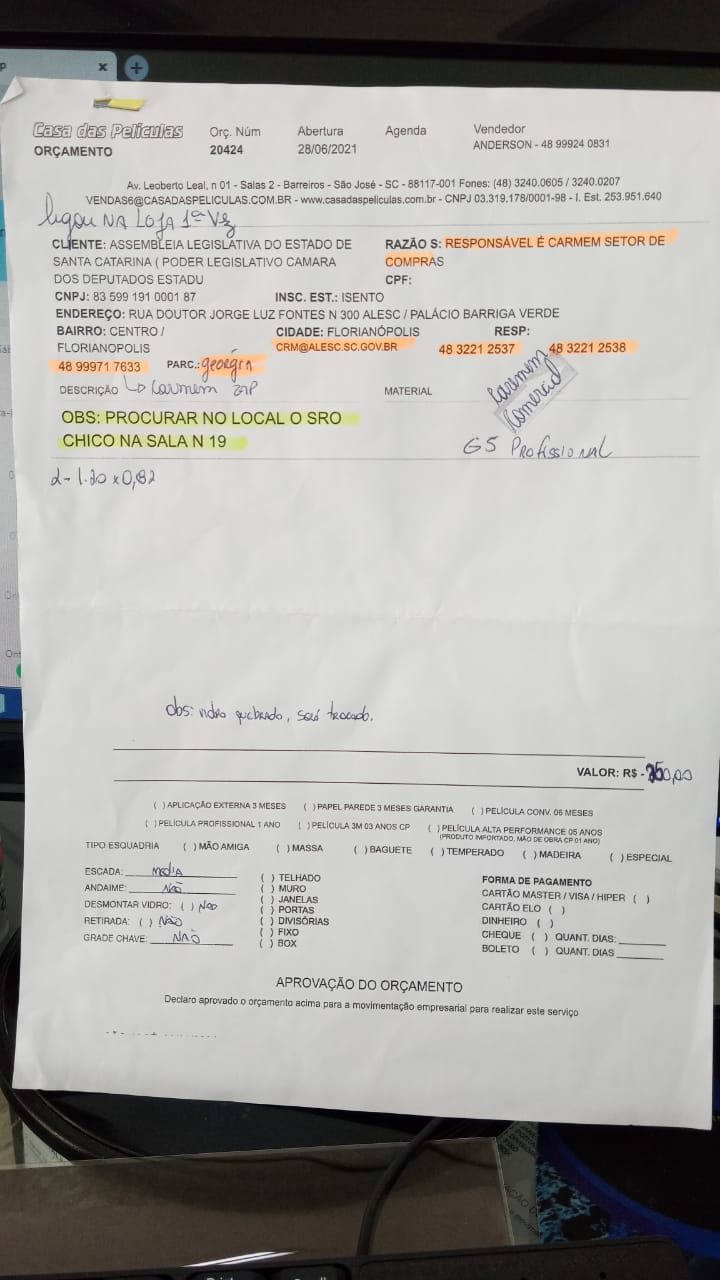 Casa das Películas
ORÇAMENTO
Orç. Núm
20424
Abertura
28/06/2021
Agenda
Vendedor
ANDERSON - 48 99924 0831
Av. Leoberto Leal, n 01 - Salas 2 - Barreiros - São José - SC - 88117-001 Fones: (48) 3240.0605 / 3240.0207
VENDAS6@CASADASPELICULAS.COM.BR - www.casadaspeliculas.com.br - CNPJ 03.319.178/0001-98 - I. Est. 253.951.640
ligou NA LOJA 1ª Vez
CLIENTE: ASSEMBLEIA LEGISLATIVA DO ESTADO DE
SANTA CATARINA ( PODER LEGISLATIVO CAMARA
DOS DEPUTADOS ESTADU
RAZÃO S: RESPONSÁVEL É CARMEM SETOR DE
COMPRAS
CPF:
CNPJ: 83 599 191 0001 87 INSC. EST.: ISENTO
ENDEREÇO: RUA DOUTOR JORGE LUZ FONTES N 300 ALESC / PALÁCIO BARRIGA VERDE
BAIRRO: CENTRO / CIDADE: FLORIANÓPOLIS RESP:
FLORIANOPOLIS CRM@ALESC.SC.GOV.BR 48 3221 2537 48 3221 2538
48 99971 7633 PARC.: geórgia
DESCRIÇÃO Carmem ZAP MATERIAL
Carmem
Comercial
OBS: PROCURAR NO LOCAL O SRO
CHICO NA SALA N 19
G5 Profissional
2- 1.20 x 0,82
Obs: vidro quebrado, será trocado.
VALOR: R$ - 250,00
( ) APLICAÇÃO EXTERNA 3 MESES ( ) PAPEL PAREDE 3 MESES GARANTIA ( ) PELÍCULA CONV. 06 MESES
( ) PELÍCULA PROFISSIONAL 1 ANO ( ) PELÍCULA 3M 03 ANOS CP ( ) PELÍCULA ALTA PERFORMANCE 05 ANOS
(PRODUTO IMPORTADO, MÃO DE OBRA CP 01 ANO)
TIPO ESQUADRIA ( ) MÃO AMIGA ( ) MASSA ( ) BAGUETE ( ) TEMPERADO ( ) MADEIRA ( ) ESPECIAL
ESCADA: média
ANDAIME: Não
DESMONTAR VIDRO: ( ) Não
RETIRADA: ( ) Não
GRADE CHAVE: NÃO
( ) TELHADO
( ) MURO
( ) JANELAS
( ) PORTAS
( ) DIVISÓRIAS
( ) FIXO
( ) BOX
FORMA DE PAGAMENTO
CARTÃO MASTER / VISA / HIPER ( )
CARTÃO ELO ( )
DINHEIRO ( )
CHEQUE ( ) QUANT. DIAS:
BOLETO ( ) QUANT. DIAS
APROVAÇÃO DO ORÇAMENTO
Declaro aprovado o orçamento acima para a movimentação empresarial para realizar este serviço